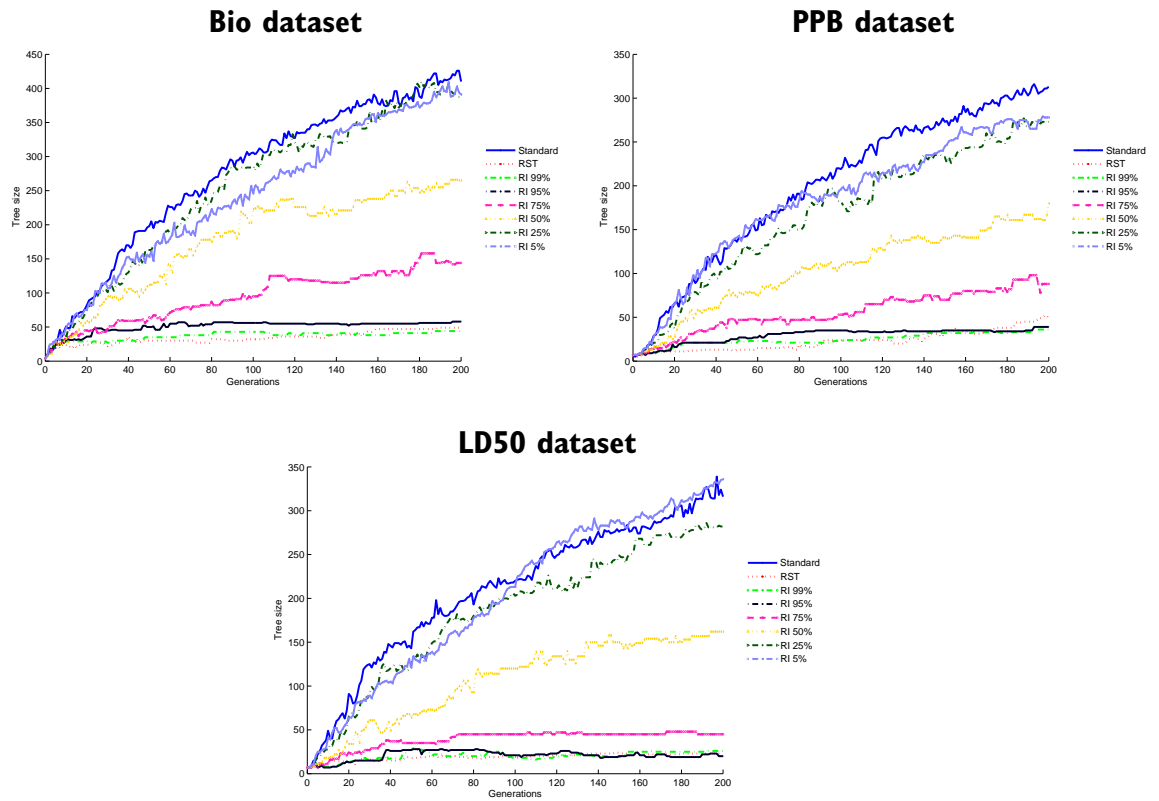 Bio dataset
450
400
350
300
250
200
150
100
50
0
Tree size
0 20 40 60 80 100 120 140 160 180 200
Generations
Standard
RST
RI 99%
RI 95%
RI 75%
RI 50%
RI 25%
RI 5%
PPB dataset
350
300
250
200
150
100
50
0
Tree size
0 20 40 60 80 100 120 140 160 180 200
Generations
Standard
RST
RI 99%
RI 95%
RI 75%
RI 50%
RI 25%
RI 5%
LD50 dataset
350
300
250
200
150
100
50
0
Tree size
0 20 40 60 80 100 120 140 160 180 200
Generations
Standard
RST
RI 99%
RI 95%
RI 75%
RI 50%
RI 25%
RI 5%